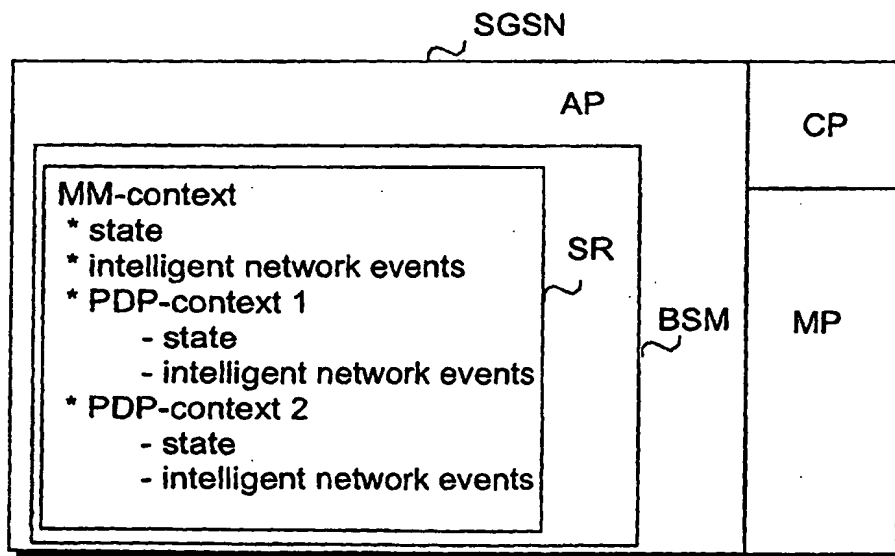 SGSN
AP
CP
MM-context
* state
* intelligent network events
SR
* PDP-context 1
- state
BSM
MP
- intelligent network events
* PDP-context 2
- state
- intelligent network events